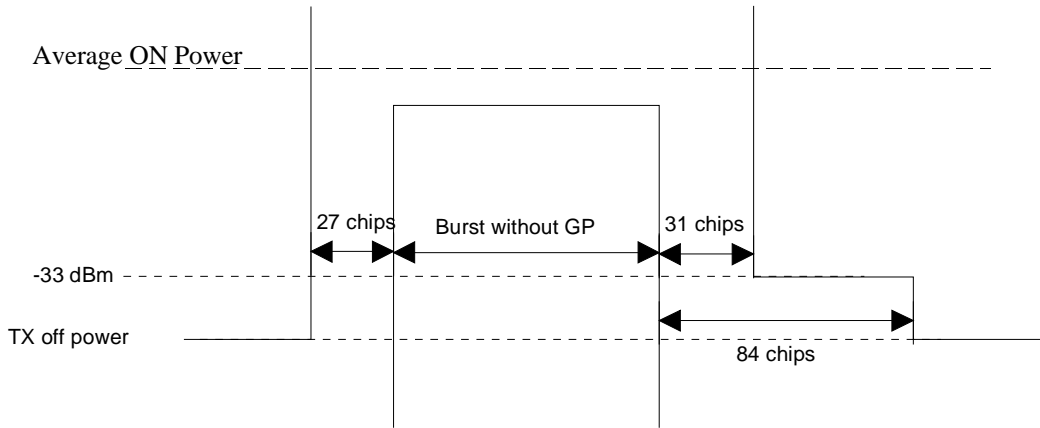 Average ON Power
27 chips
Burst without GP
31 chips
-33 dBm
TX off power
84 chips